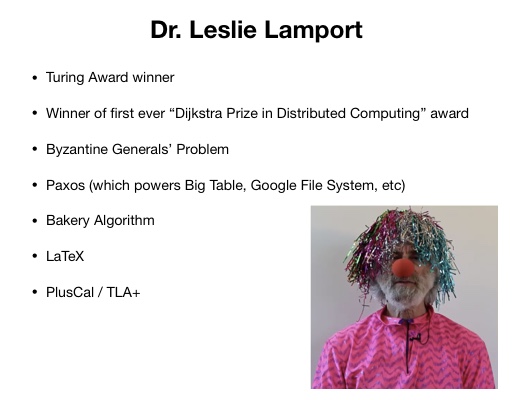 Dr. Leslie Lamport
• Turing Award winner
• Winner of first ever “Dijkstra Prize in Distributed Computing” award
• Byzantine Generals’ Problem
• Paxos (which powers Big Table, Google File System, etc)
• Bakery Algorithm
• LaTeX
• PlusCal / TLA+